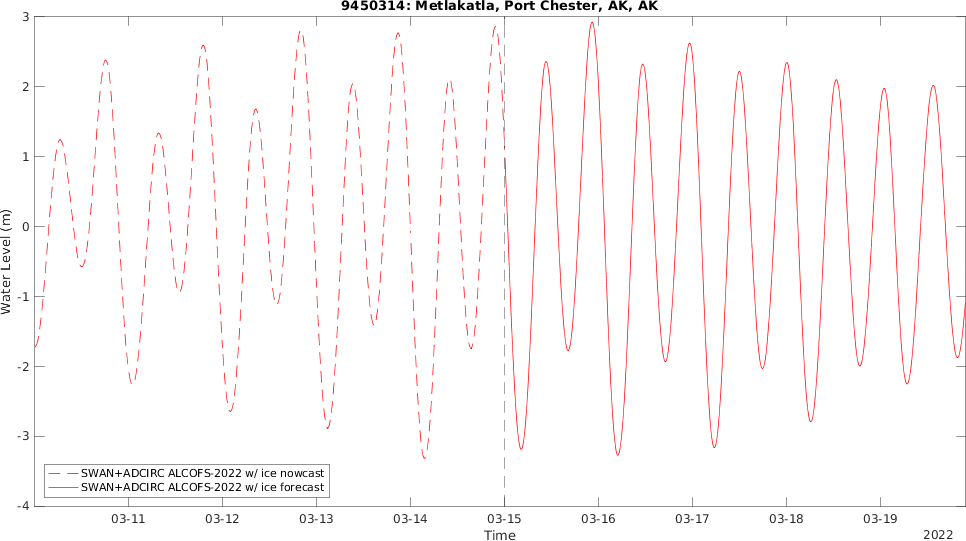 9450314: Metlakatla, Port Chester, AK, AK
3
2
1
0
-1
-2
-3
-4
Water Level (m)
SWAN+ADCIRC ALCOFS-2022 w/ ice nowcast
SWAN+ADCIRC ALCOFS-2022 w/ ice forecast
03-11 03-12 03-13 03-14 03-15 03-16 03-17 03-18 03-19
Time
2022